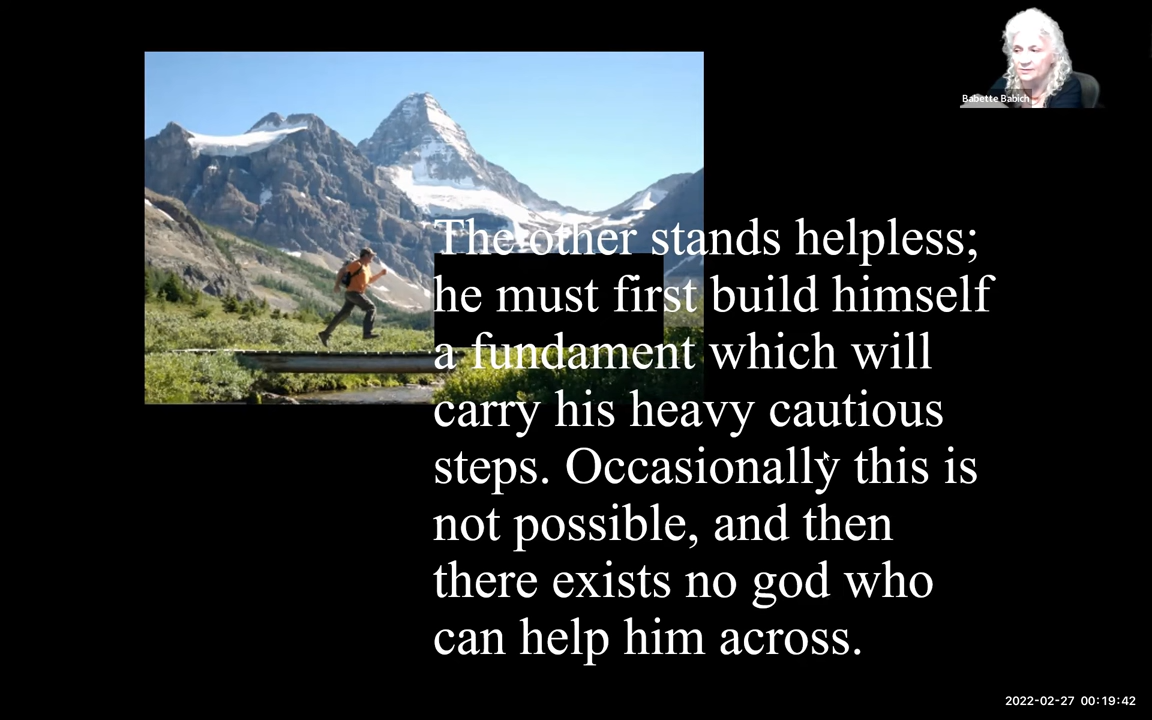 Babette Babich
The other stands helpless;
he must first build himself
a fundament which will
carry his heavy cautious
steps. Occasionally this is
not possible, and then
there exists no god who
can help him across.
2022-02-27 00:19:42